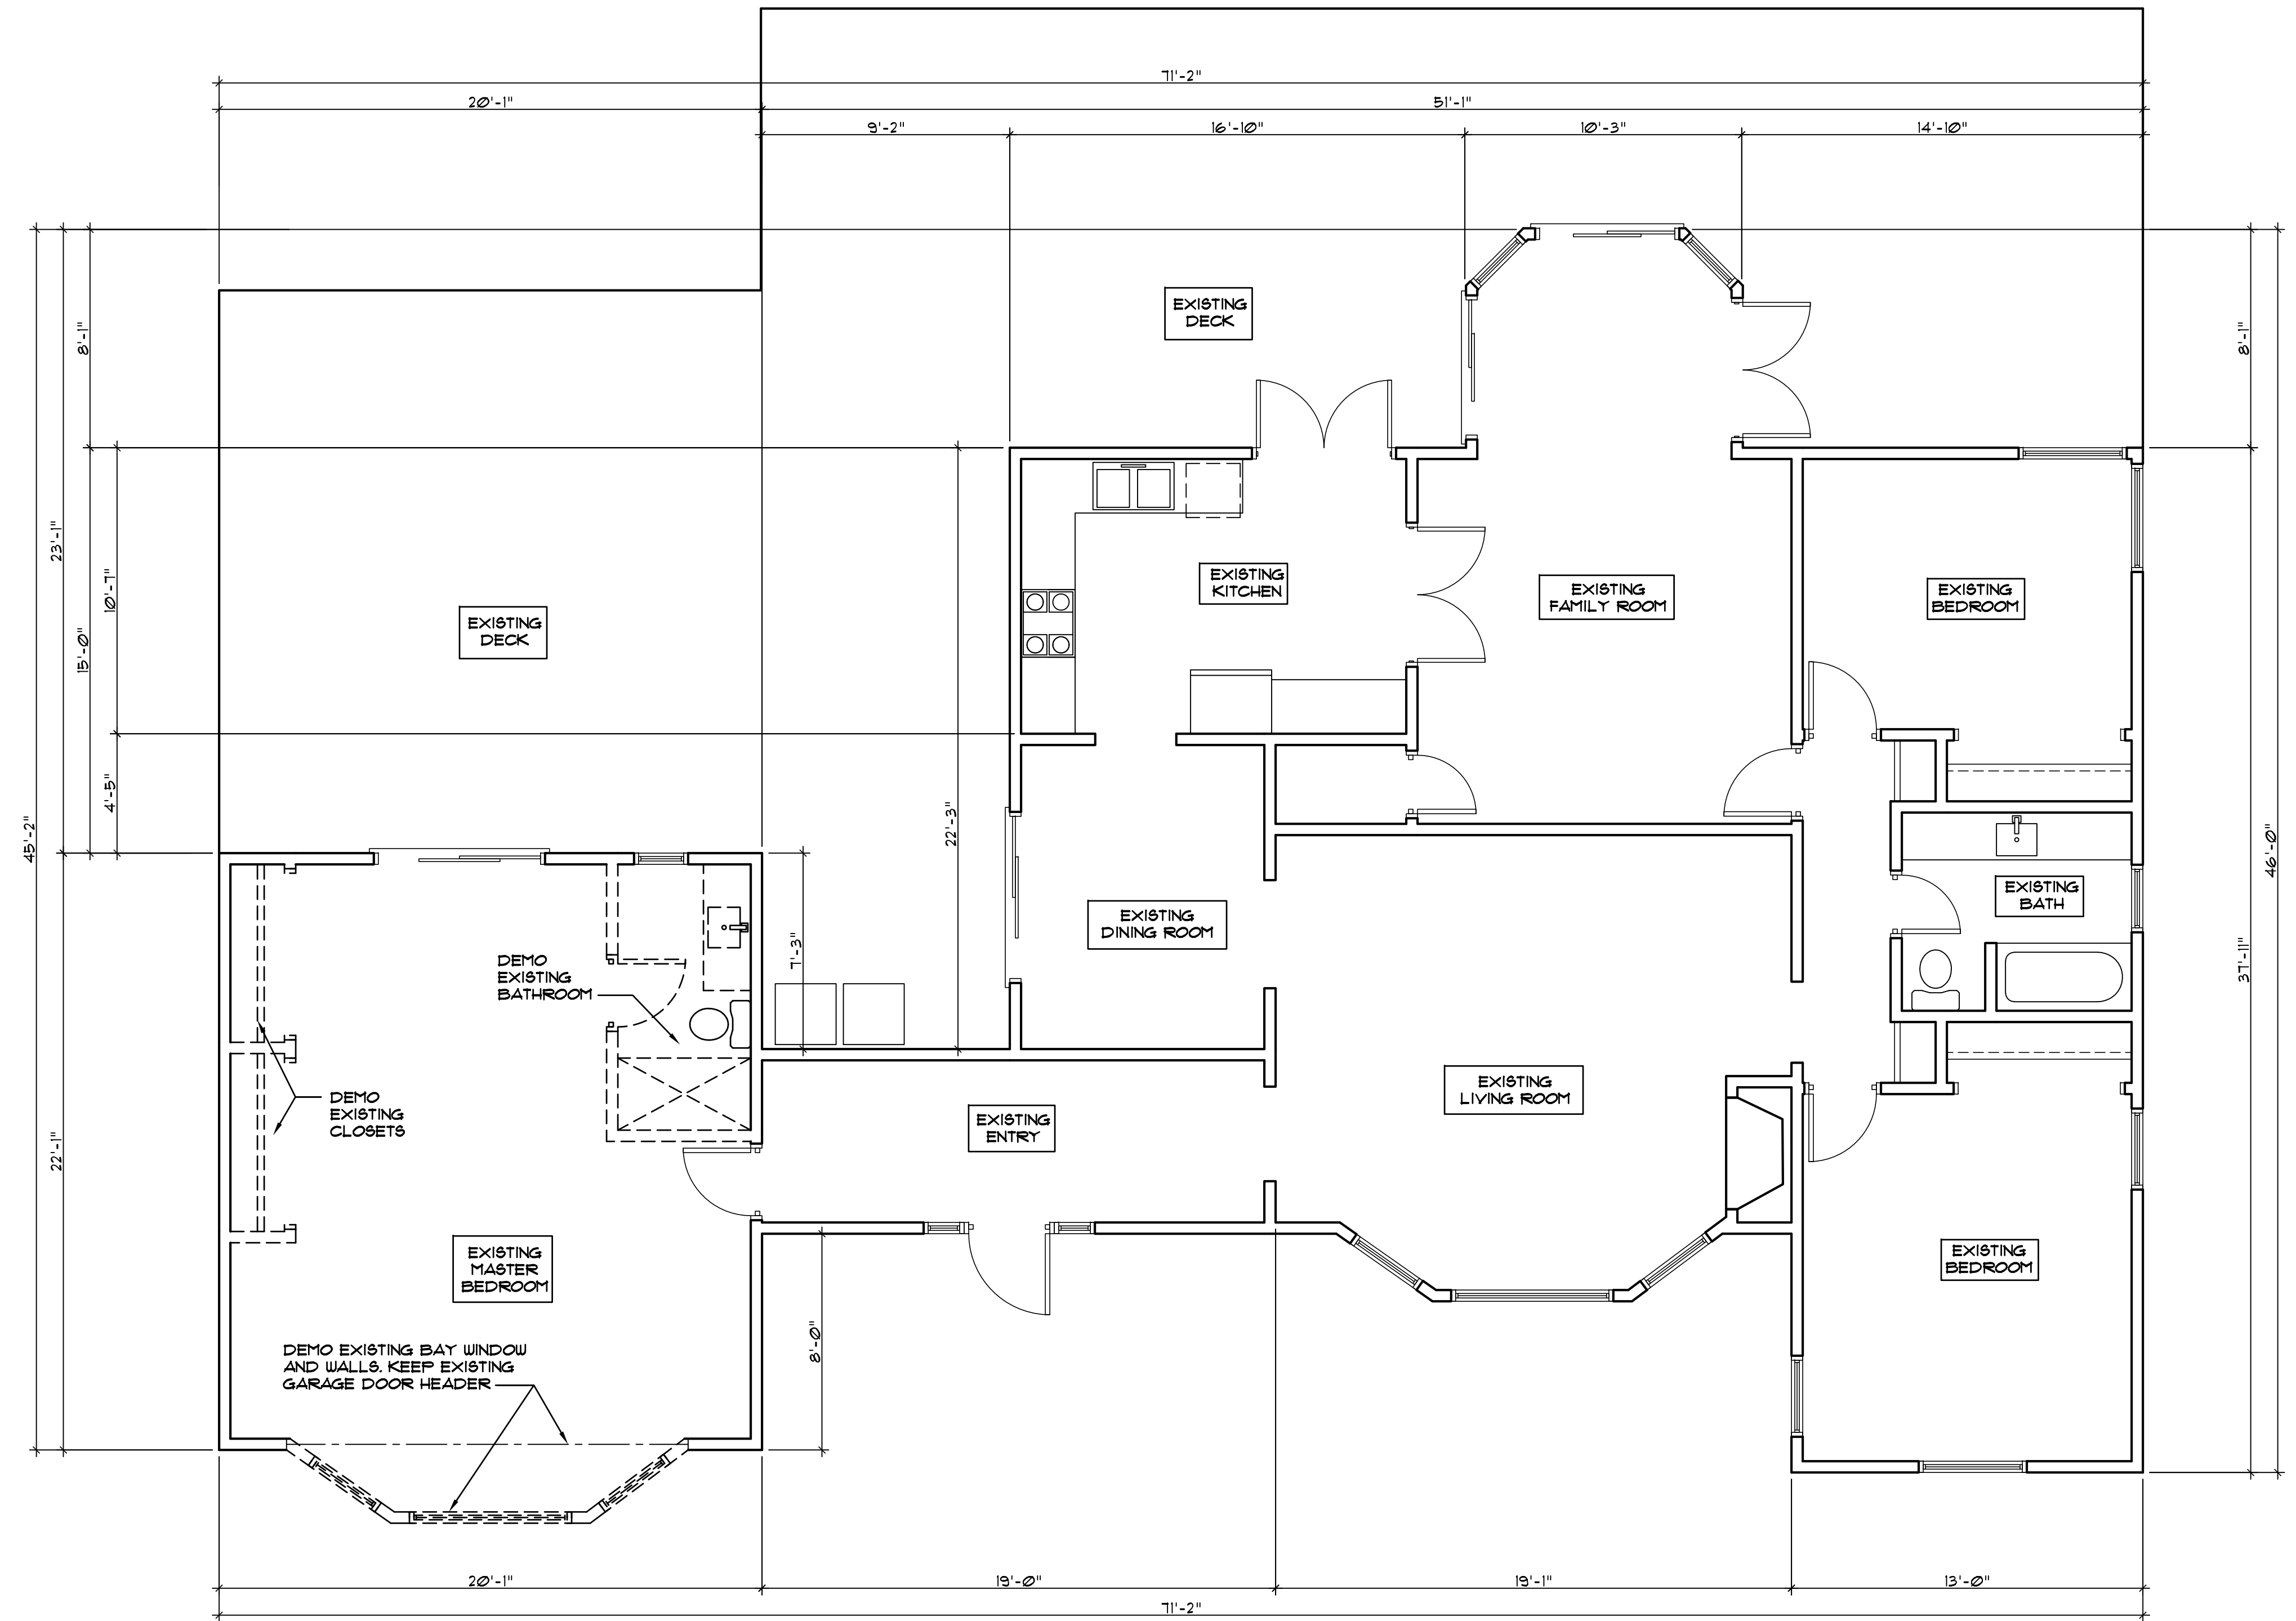 71'-2"
20'-1"
51'-1"
9'-2"
16'-10"
10'-3"
14'-10"
8'-1"
8'-1"
EXISTING
DECK
23'-1"
10'-7"
15'-0"
EXISTING
DECK
EXISTING
KITCHEN
EXISTING
FAMILY ROOM
EXISTING
BEDROOM
4'-5"
45'-2"
22'-3"
46'-0"
EXISTING
DINING ROOM
EXISTING
BATH
7'-3"
37'-11"
DEMO
EXISTING
BATHROOM
DEMO
EXISTING
CLOSETS
22'-1"
EXISTING
ENTRY
EXISTING
LIVING ROOM
EXISTING
MASTER
BEDROOM
EXISTING
BEDROOM
8'-0"
DEMO EXISTING BAY WINDOW
AND WALLS. KEEP EXISTING
GARAGE DOOR HEADER
20'-1"
19'-0"
19'-1"
13'-0"
71'-2"